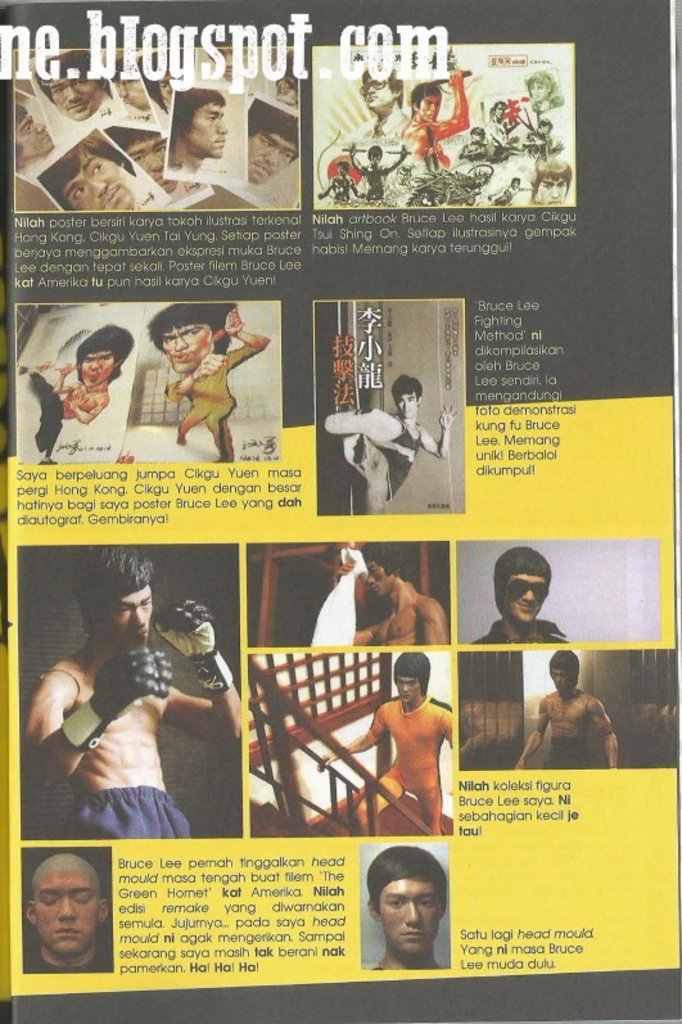 ne.blogspot.com
Nilah poster bersiri karya tokoh ilustrasi terkenal
Hong Kong, Cikgu Yuen Tai Yung. Setiap poster
berjaya menggambarkan ekspresi muka Bruce
Lee dengan tepat sekali. Poster filem Bruce Lee
kat Amerika tu pun hasil karya Cikgu Yuen!
Nilah artbook Bruce Lee hasil karya Cikgu
Tsui Shing On. Setiap ilustrasinya gempak
habis! Memang karya terunggul!
Saya berpeluang jumpa Cikgu Yuen masa
pergi Hong Kong. Cikgu Yuen dengan besar
hatinya bagi saya poster Bruce Lee yang dah
diautograf. Gembiranya!
李小龍
技擊法
'Bruce Lee
Fighting
Method' ni
dikompilasikan
oleh Bruce
Lee sendiri. Ia
mengandungi
foto demonstrasi
kung fu Bruce
Lee. Memang
unik! Berbaloi
dikumpul!
Nilah koleksi figura
Bruce Lee saya. Ni
sebahagian kecil je
tau!
Bruce Lee pernah tinggalkan head
mould masa tengah buat filem 'The
Green Hornet' kat Amerika. Nilah
edisi remake yang diwarnakan
semula. Jujurnya... pada saya head
mould ni agak mengerikan. Sampai
sekarang saya masih tak berani nak
pamerkan. Ha! Ha! Ha!
Satu lagi head mould.
Yang ni masa Bruce
Lee muda dulu.